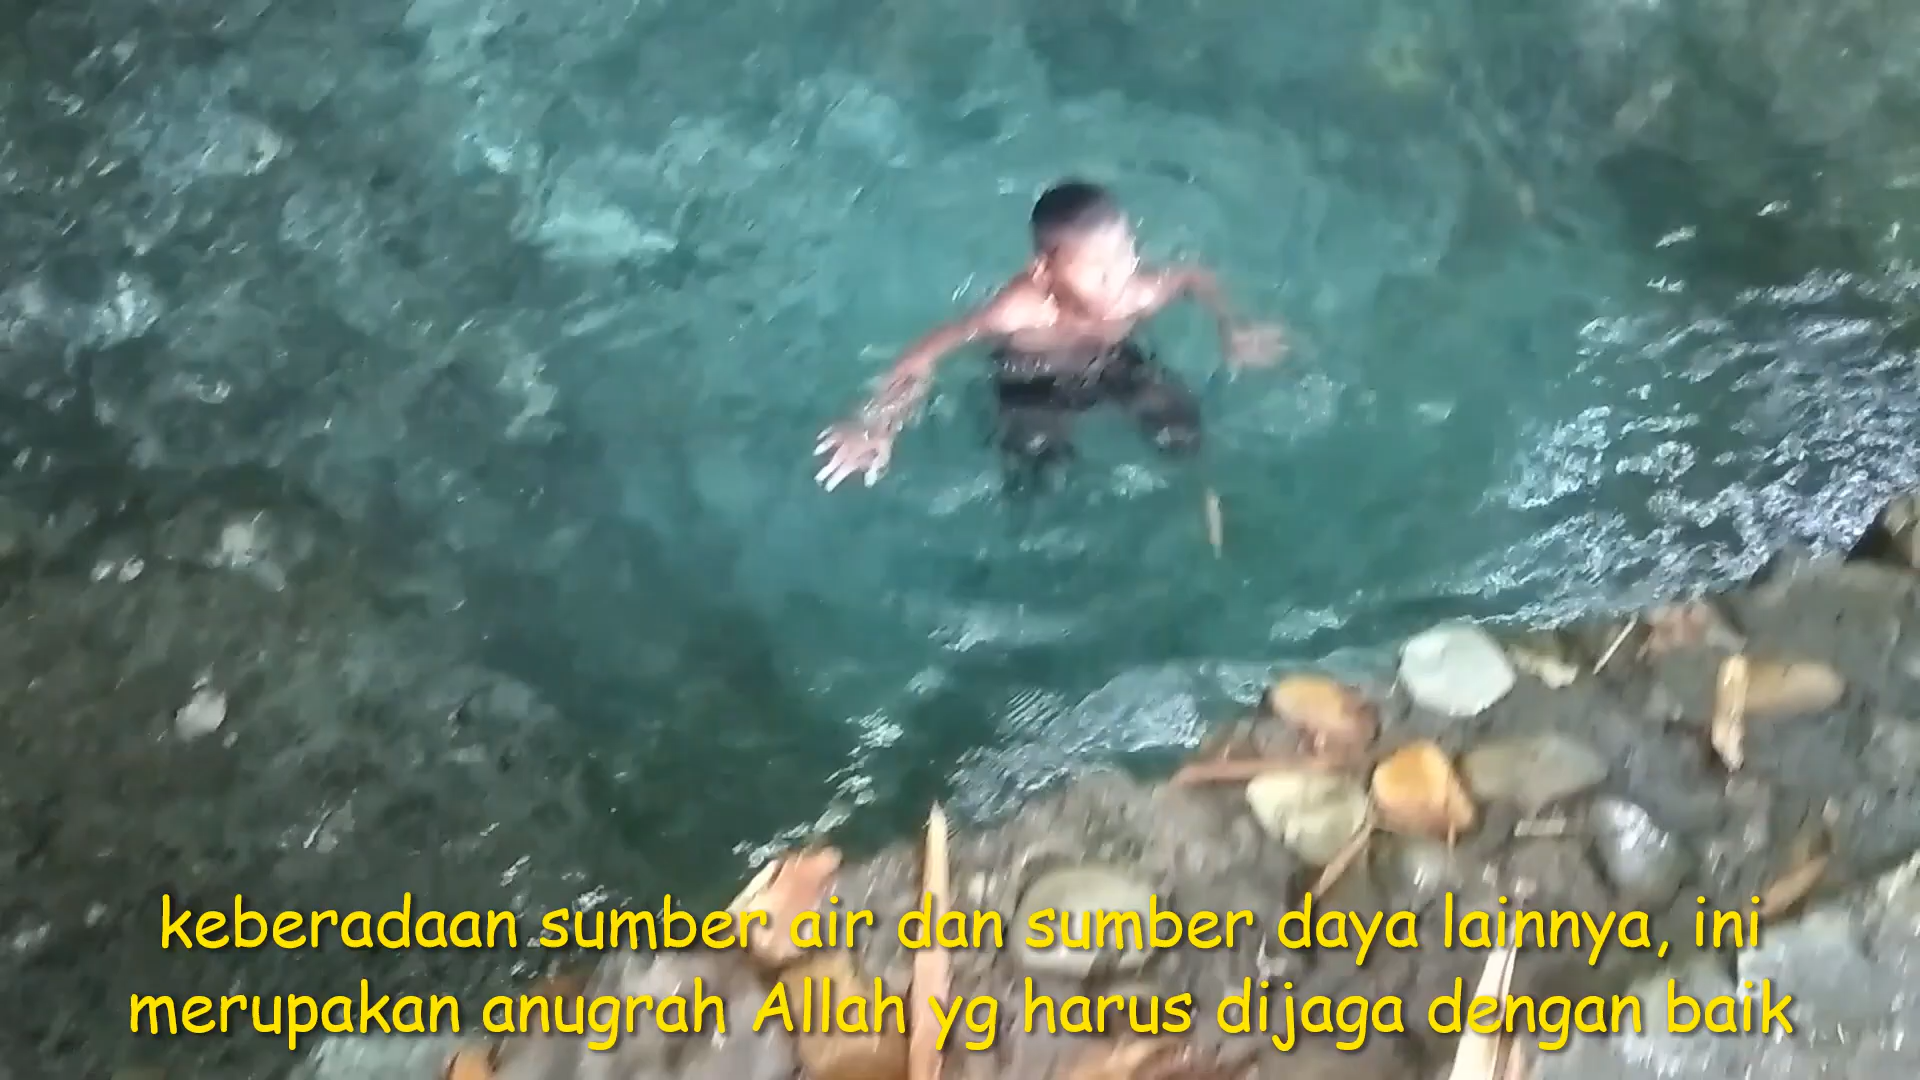 keberadaan sumber air dan sumber daya lainnya, ini
merupakan anugrah Allah yg harus dijaga dengan baik